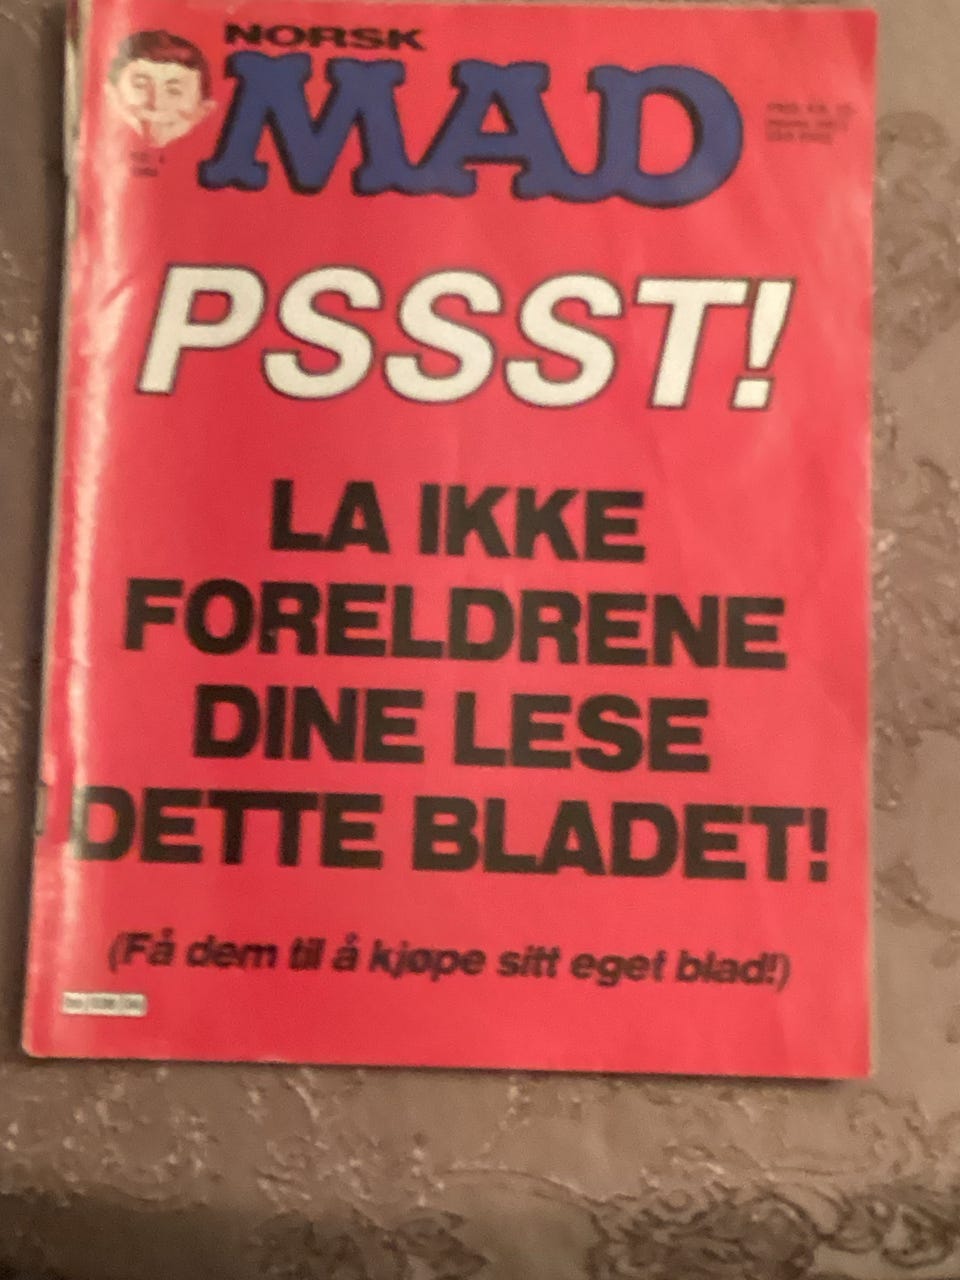 NORSK
MAD
PSSST!
LA IKKE
FORELDRENE
DINE LESE
DETTE BLADET!
(Få dem til å kjøpe sitt eget blad!)